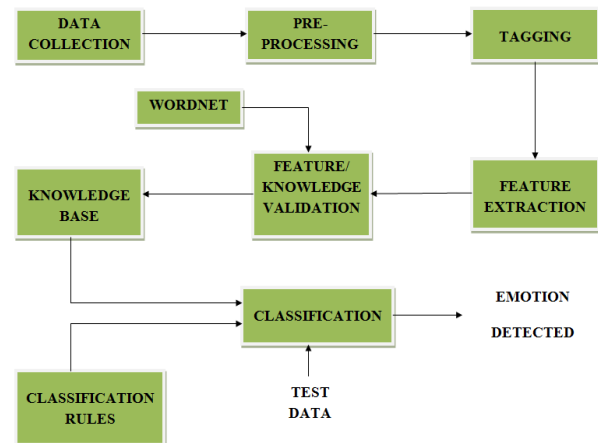 DATA
COLLECTION
PRE-
PROCESSING
TAGGING
WORDNET
FEATURE/
KNOWLEDGE
VALIDATION
FEATURE
EXTRACTION
KNOWLEDGE
BASE
CLASSIFICATION
EMOTION
DETECTED
CLASSIFICATION
RULES
TEST
DATA